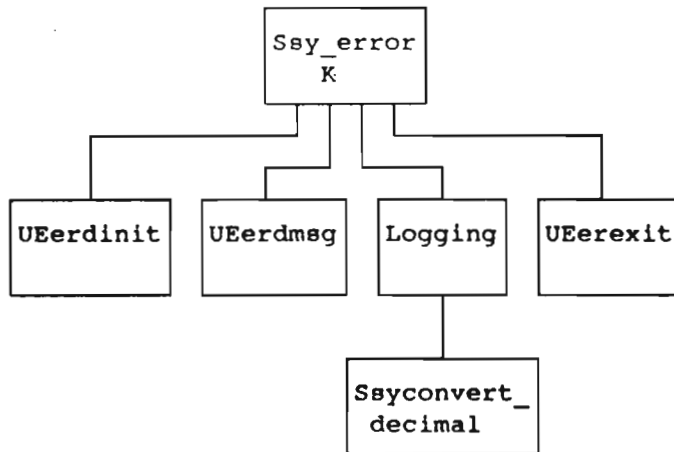 Ssy_error
K
UEerdinit
UEerdmsg
Logging
UEerexit
Ssyconvert_
decimal